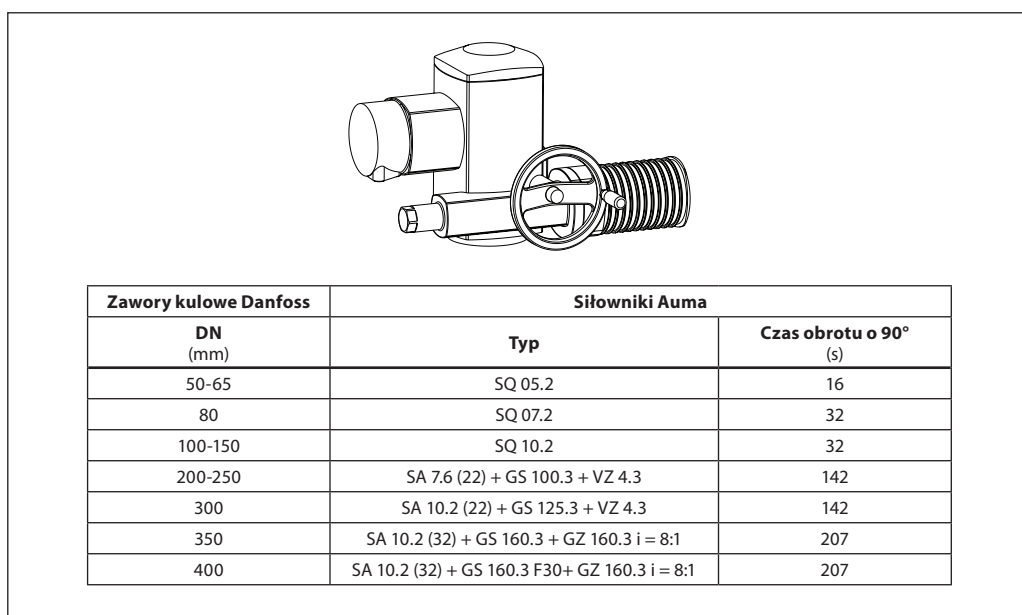 Zawory kulowe Danfoss Siłowniki Auma
DN (mm) Typ Czas obrotu o 90° (s)
50-65 SQ 05.2 16
80 SQ 07.2 32
100-150 SQ 10.2 32
200-250 SA 7.6 (22) + GS 100.3 + VZ 4.3 142
300 SA 10.2 (22) + GS 125.3 + VZ 4.3 142
350 SA 10.2 (32) + GS 160.3 + GZ 160.3 i = 8:1 207
400 SA 10.2 (32) + GS 160.3 F30+ GZ 160.3 i = 8:1 207